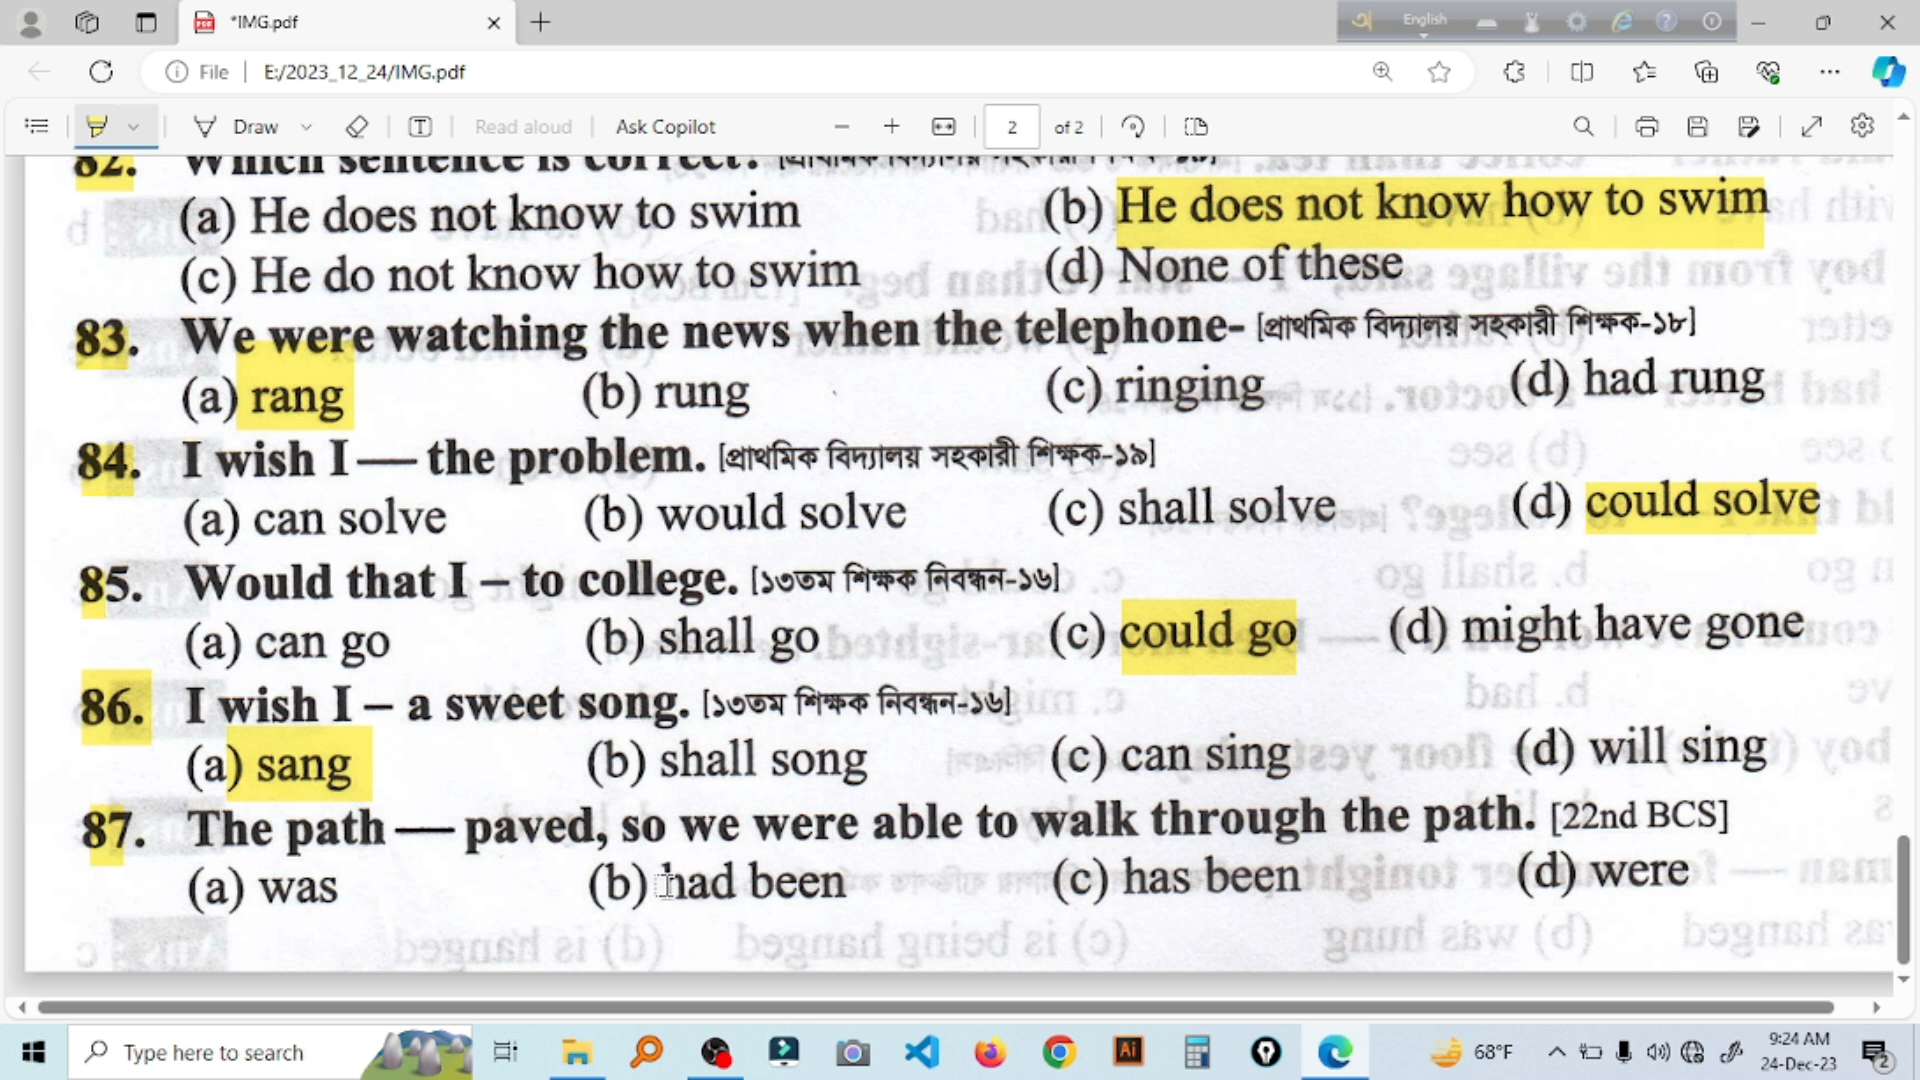 *IMG.pdf
English
File E:/2023_12_24/IMG.pdf
Draw Read aloud Ask Copilot 2 of 2
82. Which sentence is correct?
(a) He does not know to swim (b) He does not know how to swim
(c) He do not know how to swim (d) None of these
83. We were watching the news when the telephone- [প্রাথমিক বিদ্যালয় সহকারী শিক্ষক-১৮]
(a) rang (b) rung (c) ringing (d) had rung
84. I wish I — the problem. [প্রাথমিক বিদ্যালয় সহকারী শিক্ষক-১৯]
(a) can solve (b) would solve (c) shall solve (d) could solve
85. Would that I – to college. [১৩তম শিক্ষক নিবন্ধন-১৬]
(a) can go (b) shall go (c) could go (d) might have gone
86. I wish I – a sweet song. [১৩তম শিক্ষক নিবন্ধন-১৬]
(a) sang (b) shall song (c) can sing (d) will sing
87. The path — paved, so we were able to walk through the path. [22nd BCS]
(a) was (b) had been (c) has been (d) were
Type here to search 68°F 9:24 AM
24-Dec-23 2